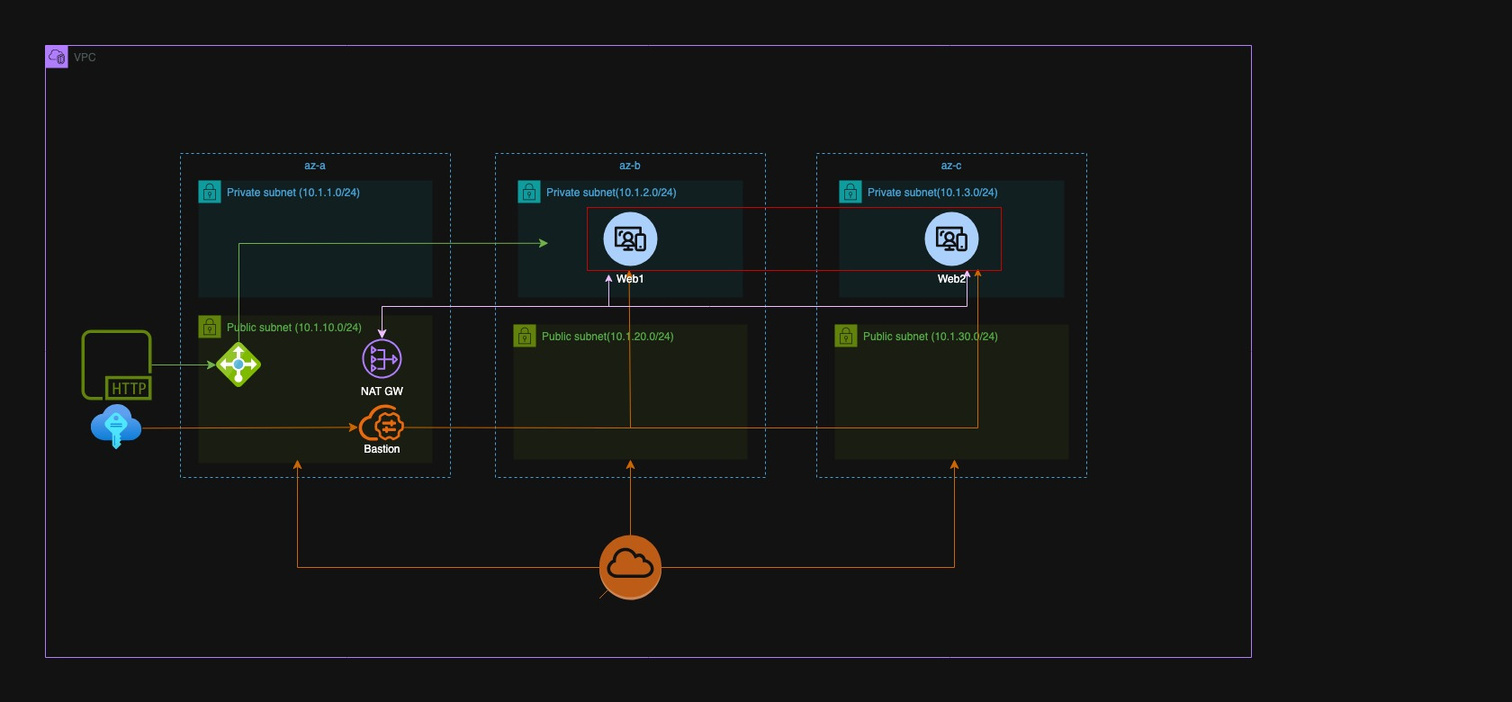 VPC
az-a
az-b
az-c
Private subnet (10.1.1.0/24)
Private subnet(10.1.2.0/24)
Private subnet(10.1.3.0/24)
Web1
Web2
Public subnet (10.1.10.0/24)
Public subnet(10.1.20.0/24)
Public subnet (10.1.30.0/24)
HTTP
NAT GW
Bastion